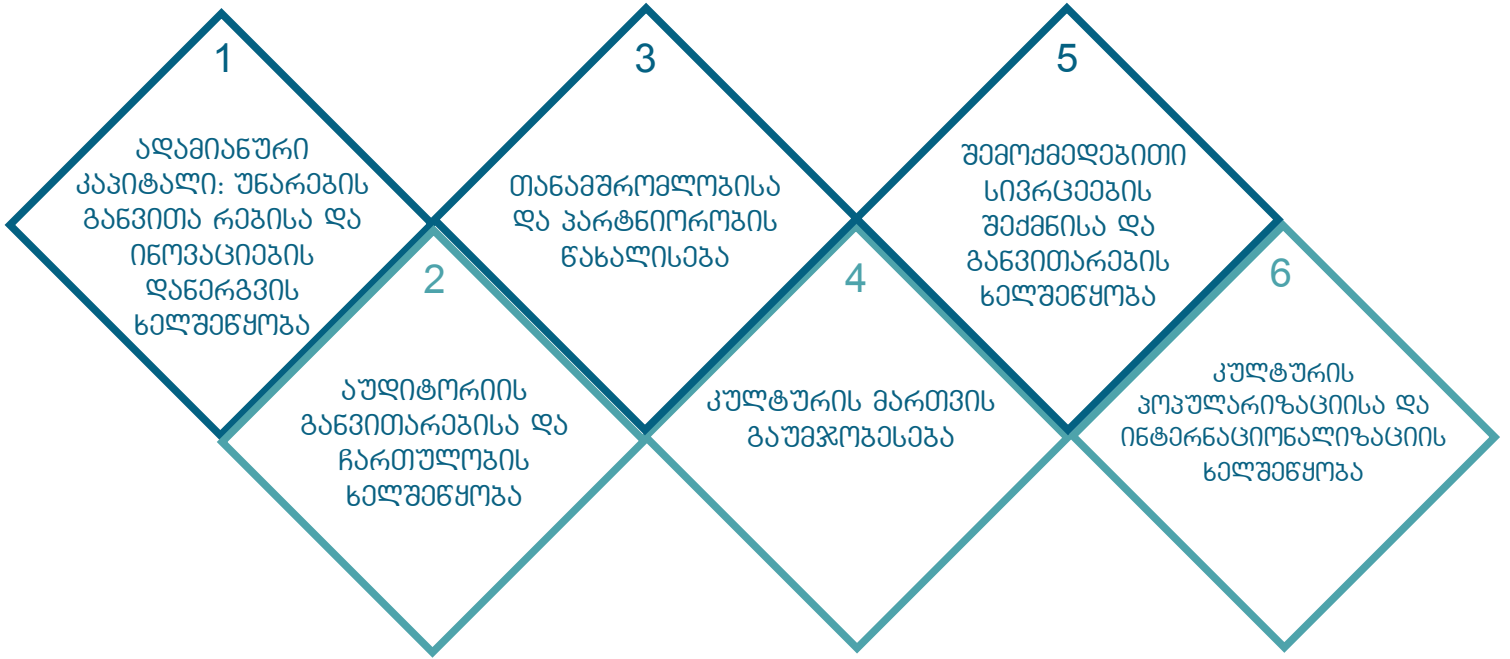 1
ადამიანური
კაპიტალი: უნარების
განვითა რებისა და
ინოვაციების
დანერგვის
ხელშეწყობა
2
აუდიტორიის
განვითარებისა და
ჩართულობის
ხელშეწყობა
3
თანამშრომლობისა
და პარტნიორობის
წახალისება
4
კულტურის მართვის
გაუმჯობესება
5
შემოქმედებითი
სივრცეების
შექმნისა და
განვითარების
ხელშეწყობა
6
კულტურის
პოპულარიზაციისა და
ინტერნაციონალიზაციის
ხელშეწყობა